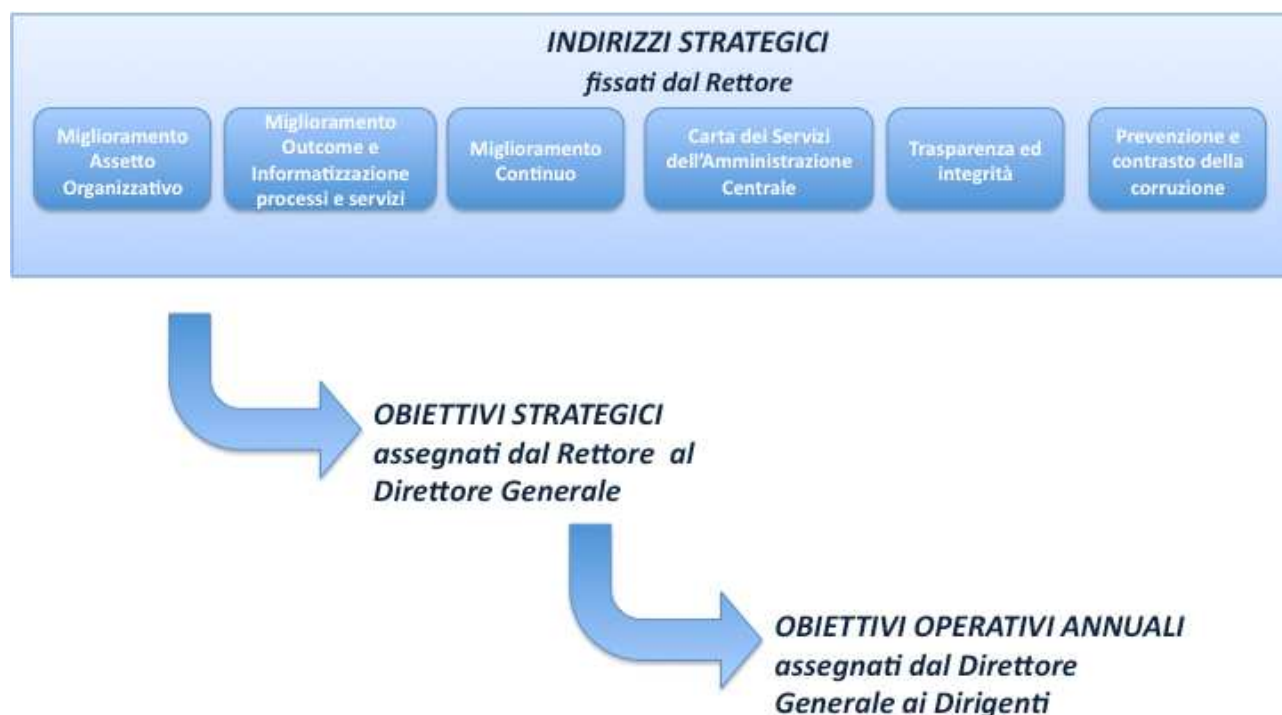 INDIRIZZI STRATEGICI
fissati dal Rettore
Miglioramento
Assetto
Organizzativo
Miglioramento
Outcome e
Informatizzazione
processi e servizi
Miglioramento
Continuo
Carta dei Servizi
dell'Amministrazione
Centrale
Trasparenza ed
integrità
Prevenzione e
contrasto della
corruzione
OBIETTIVI STRATEGICI
assegnati dal Rettore al
Direttore Generale
OBIETTIVI OPERATIVI ANNUALI
assegnati dal Direttore
Generale ai Dirigenti